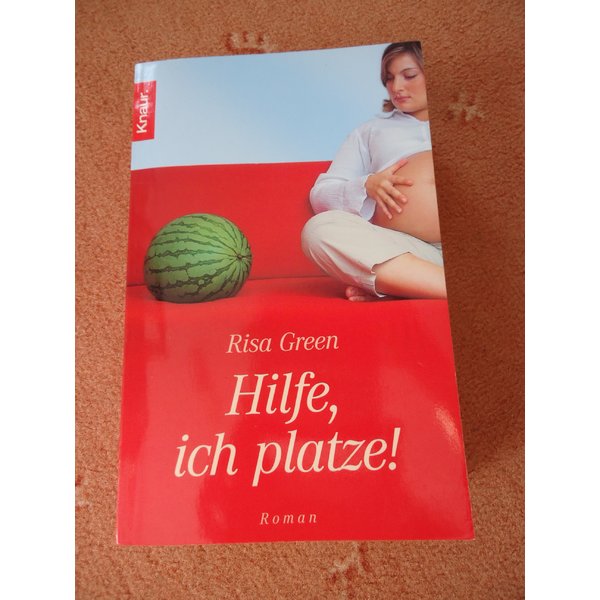 Knaur.
Risa Green
Hilfe,
ich platze!
Roman